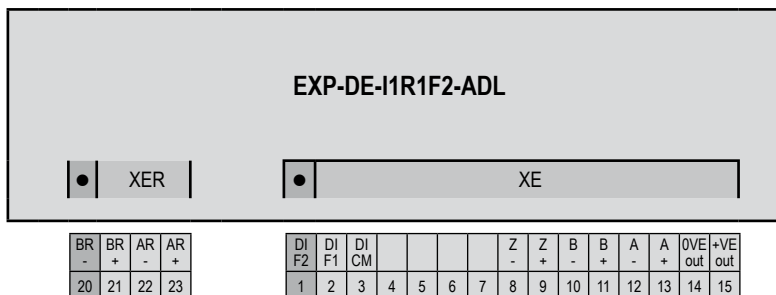 EXP-DE-I1R1F2-ADL
XER XE
BR BR AR AR DI DI DI Z Z B B A A 0VE +VE
- + - + F2 F1 CM - + - + - + out out
20 21 22 23 1 2 3 4 5 6 7 8 9 10 11 12 13 14 15